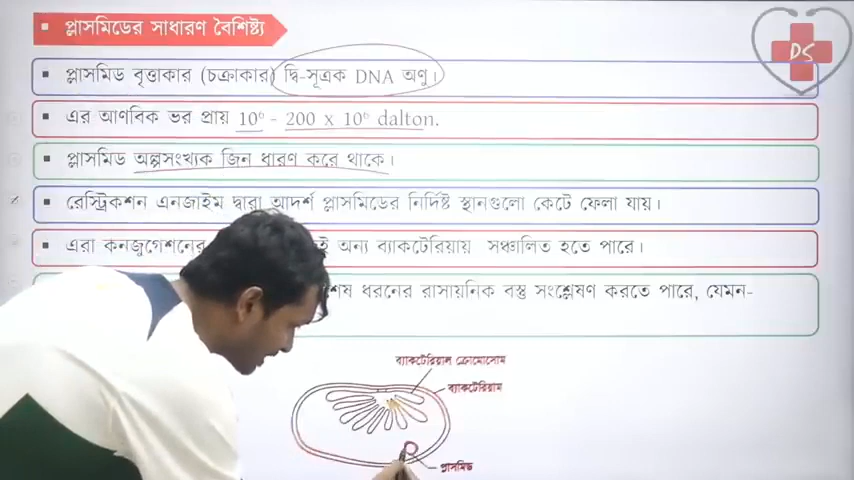 ▪ প্লাসমিডের সাধারণ বৈশিষ্ট্য
DS
▪ প্লাসমিড বৃত্তাকার (চক্রাকার) দ্বি-সূত্রক DNA অণু।
▪ এর আণবিক ভর প্রায় 10⁶ - 200 x 10⁶ dalton.
▪ প্লাসমিড অল্পসংখ্যক জিন ধারণ করে থাকে।
▪ রেস্ট্রিকশন এনজাইম দ্বারা আদর্শ প্লাসমিডের নির্দিষ্ট স্থানগুলো কেটে ফেলা যায়।
▪ এরা কনজুগেশনের অন্য ব্যাকটেরিয়ায় সঞ্চালিত হতে পারে।
ধরনের রাসায়নিক বস্তু সংশ্লেষণ করতে পারে, যেমন-
ব্যাকটেরিয়াল ক্রোমোসোম
ব্যাকটেরিয়াম
প্লাসমিড